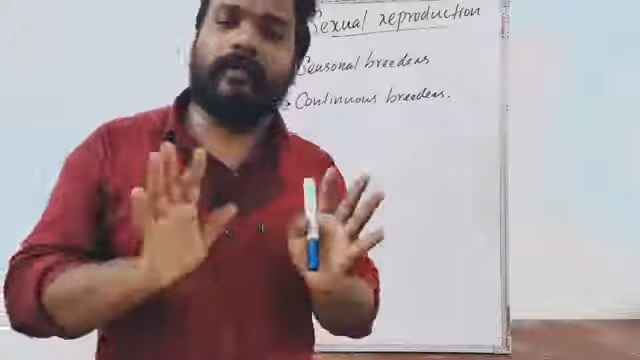 Sexual reproduction
Seasonal breeders
Continuous breeders.